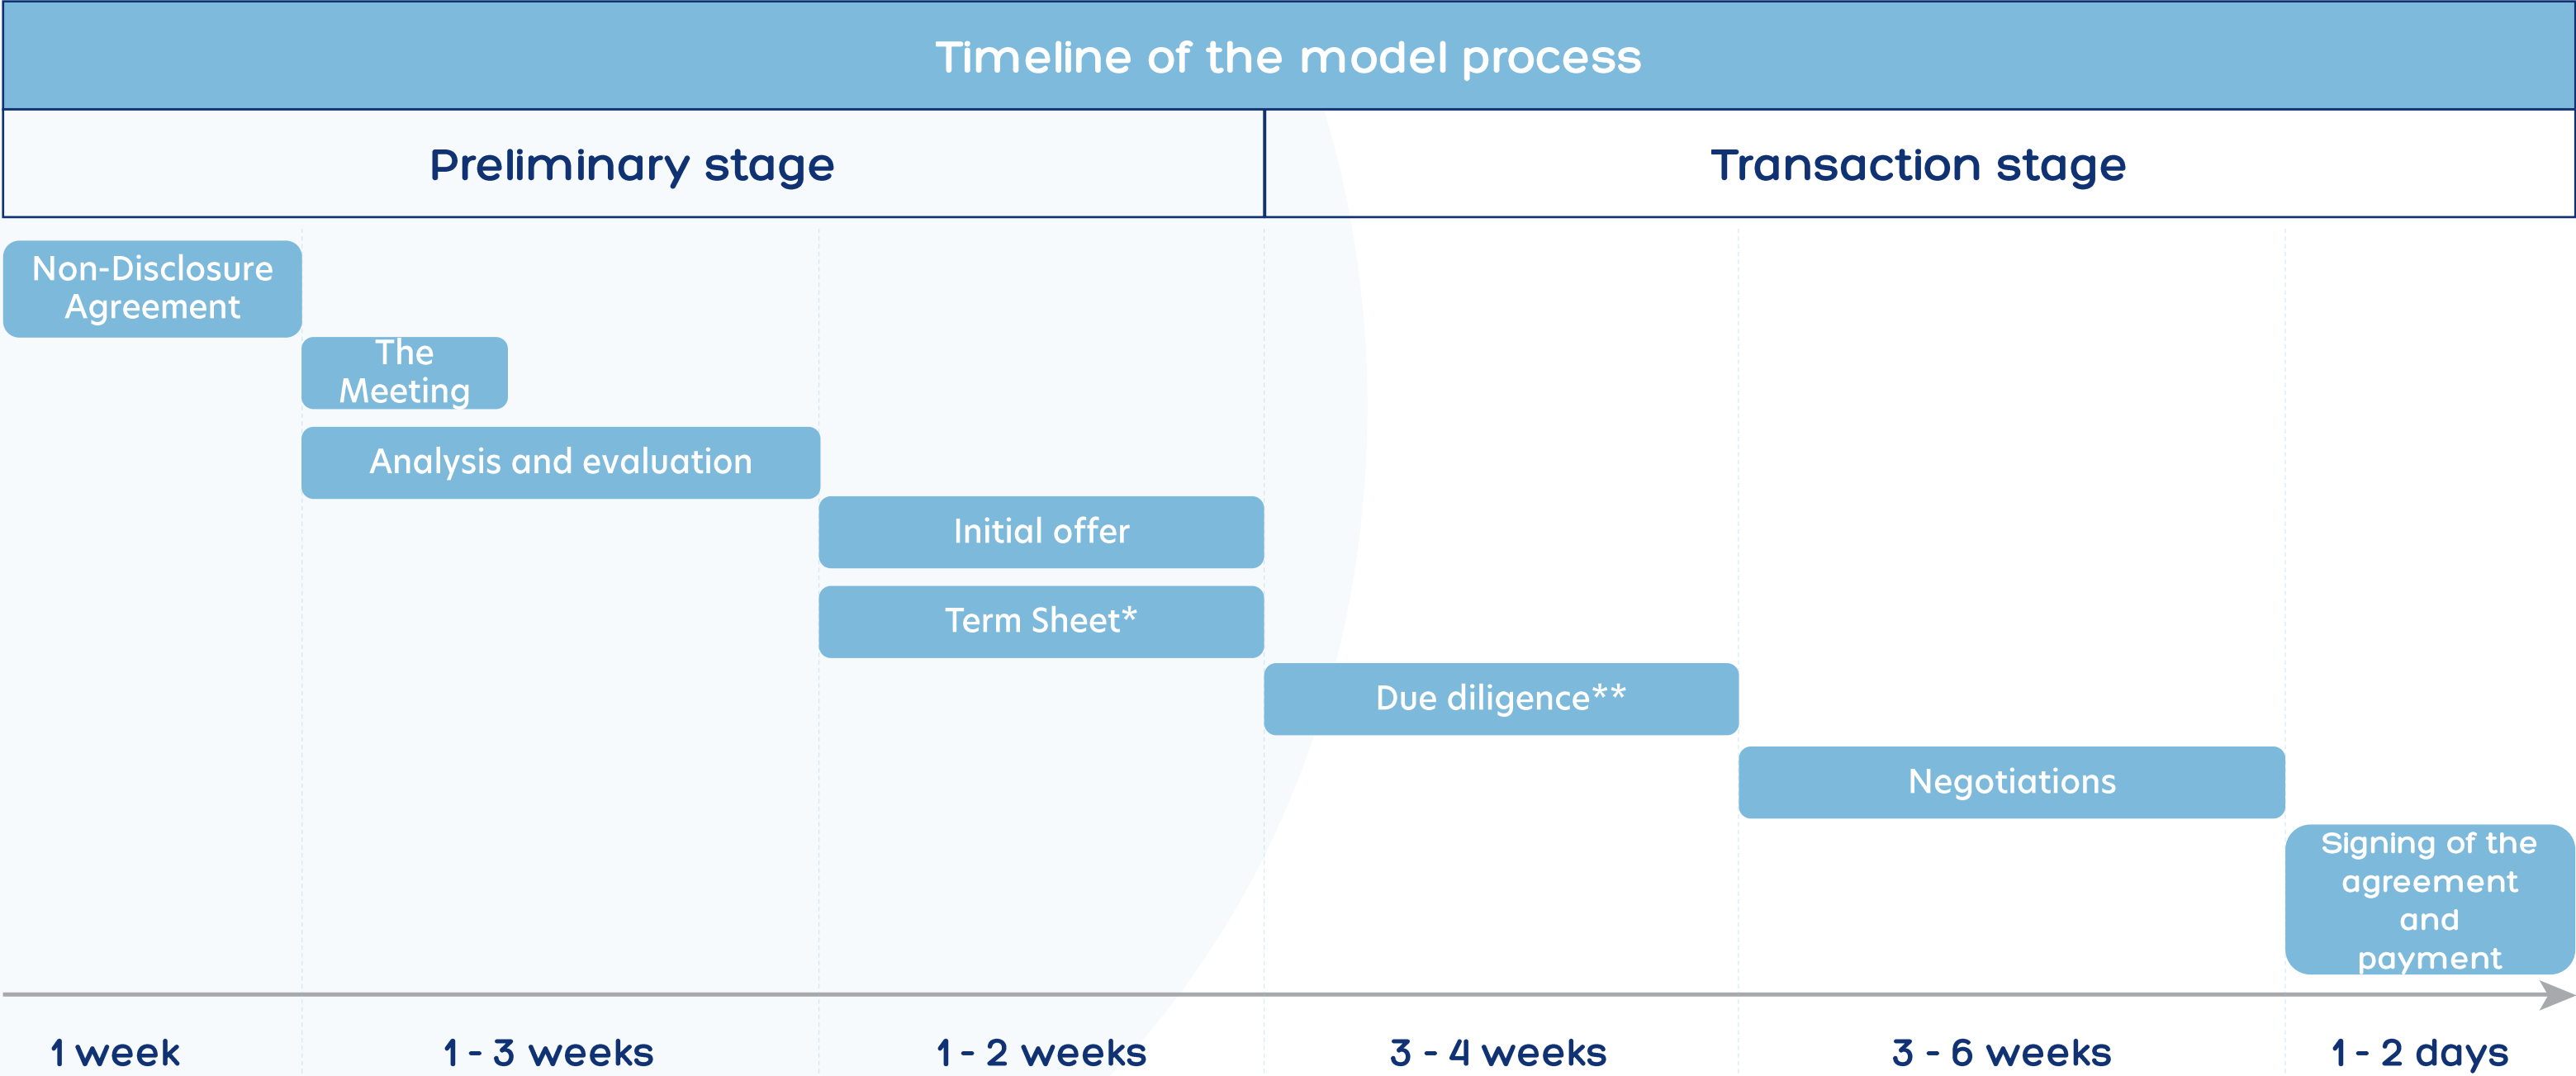 Timeline of the model process
Preliminary stage
Transaction stage
Non-Disclosure
Agreement
The
Meeting
Analysis and evaluation
Initial offer
Term Sheet*
Due diligence**
Negotiations
Signing of the
agreement
and
payment
1 week
1 - 3 weeks
1 - 2 weeks
3 - 4 weeks
3 - 6 weeks
1 - 2 days